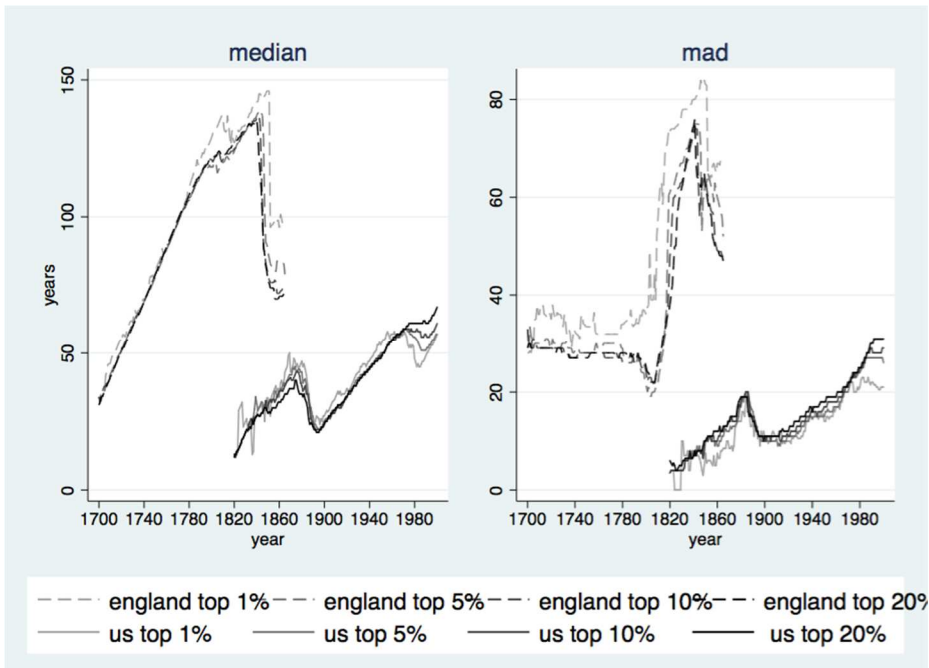 median
mad
150
100
50
0
years
1700 1740 1780 1820 1860 1900 1940 1980
year
80
60
40
20
0
1700 1740 1780 1820 1860 1900 1940 1980
year
england top 1% england top 5% england top 10% england top 20%
us top 1% us top 5% us top 10% us top 20%